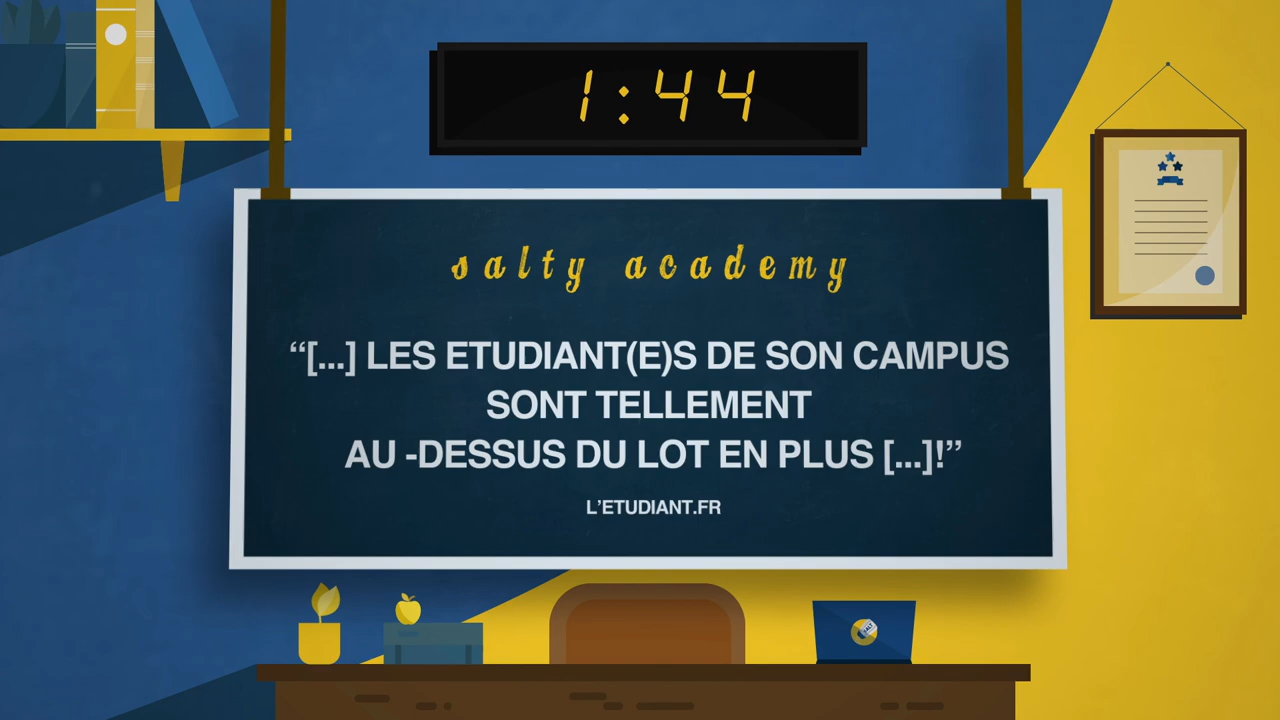 1:44
salty academy
“[...] LES ETUDIANT(E)S DE SON CAMPUS
SONT TELLEMENT
AU -DESSUS DU LOT EN PLUS [...]!”
L’ETUDIANT.FR
SALT